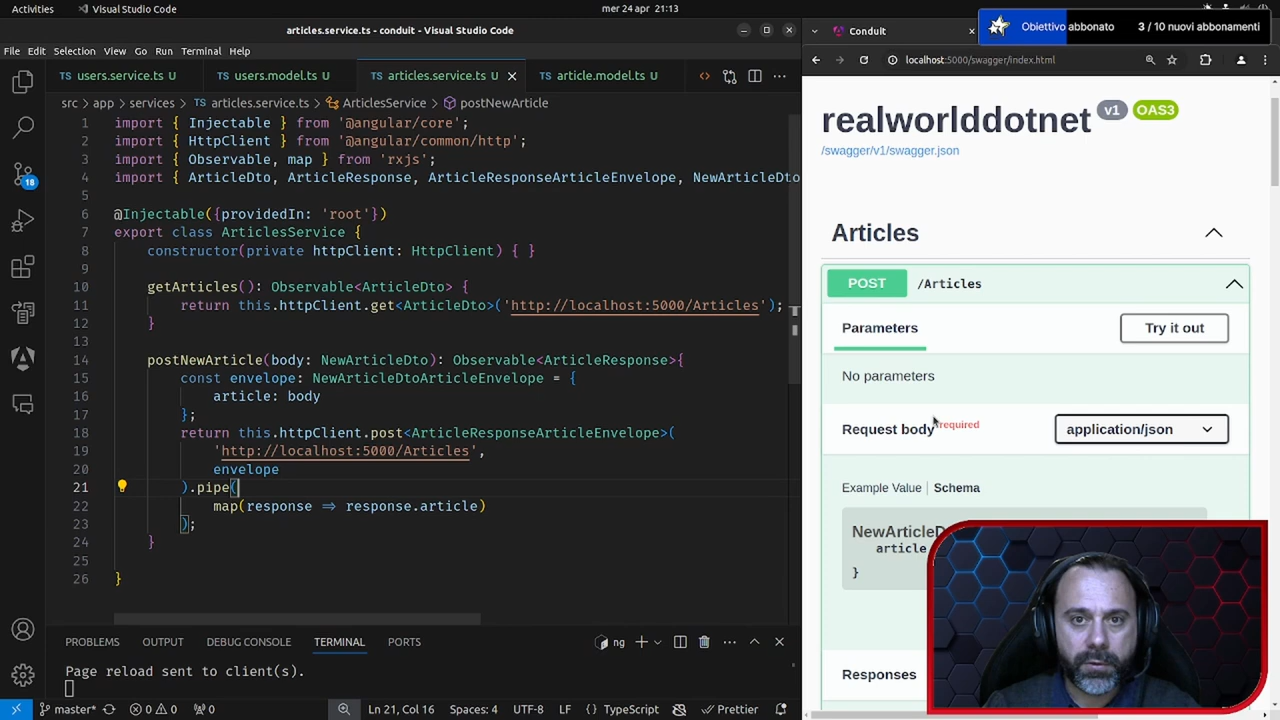 Activities
Visual Studio Code
mer 24 apr 21:13
articles.service.ts - conduit - Visual Studio Code
File Edit Selection View Go Run Terminal Help
users.service.ts U
user.model.ts U
articles.service.ts U
article.model.ts U
src > app > services > articles.service.ts > ArticlesService > postNewArticle
1 import { Injectable } from '@angular/core';
2 import { HttpClient } from '@angular/common/http';
3 import { Observable, map } from 'rxjs';
4 import { ArticleDto, ArticleResponse, ArticleResponseArticleEnvelope, NewArticleDto
5
6 @Injectable({providedIn: 'root'})
7 export class ArticlesService {
8 constructor(private httpClient: HttpClient) { }
9
10 getArticles(): Observable<ArticleDto> {
11 return this.httpClient.get<ArticleDto>('http://localhost:5000/Articles');
12 }
13
14 postNewArticle(body: NewArticleDto): Observable<ArticleResponse>{
15 const envelope: NewArticleDtoArticleEnvelope = {
16 article: body
17 };
18 return this.httpClient.post<ArticleResponseArticleEnvelope>(
19 'http://localhost:5000/Articles',
20 envelope
21 ).pipe(
22 map(response => response.article)
23 );
24 }
25
26 }
18
PROBLEMS OUTPUT DEBUG CONSOLE TERMINAL PORTS
ng
Page reload sent to client(s).
master*
0
0
Ln 21, Col 16 Spaces: 4 UTF-8 LF {} TypeScript Prettier
Conduit
Obiettivo abbonato
3 / 10 nuovi abbonamenti
localhost:5000/swagger/index.html
realworlddotnet v1 OAS3
/swagger/v1/swagger.json
Articles
POST /Articles
Parameters
Try it out
No parameters
Request body required
application/json
Example Value | Schema
article
}
Responses